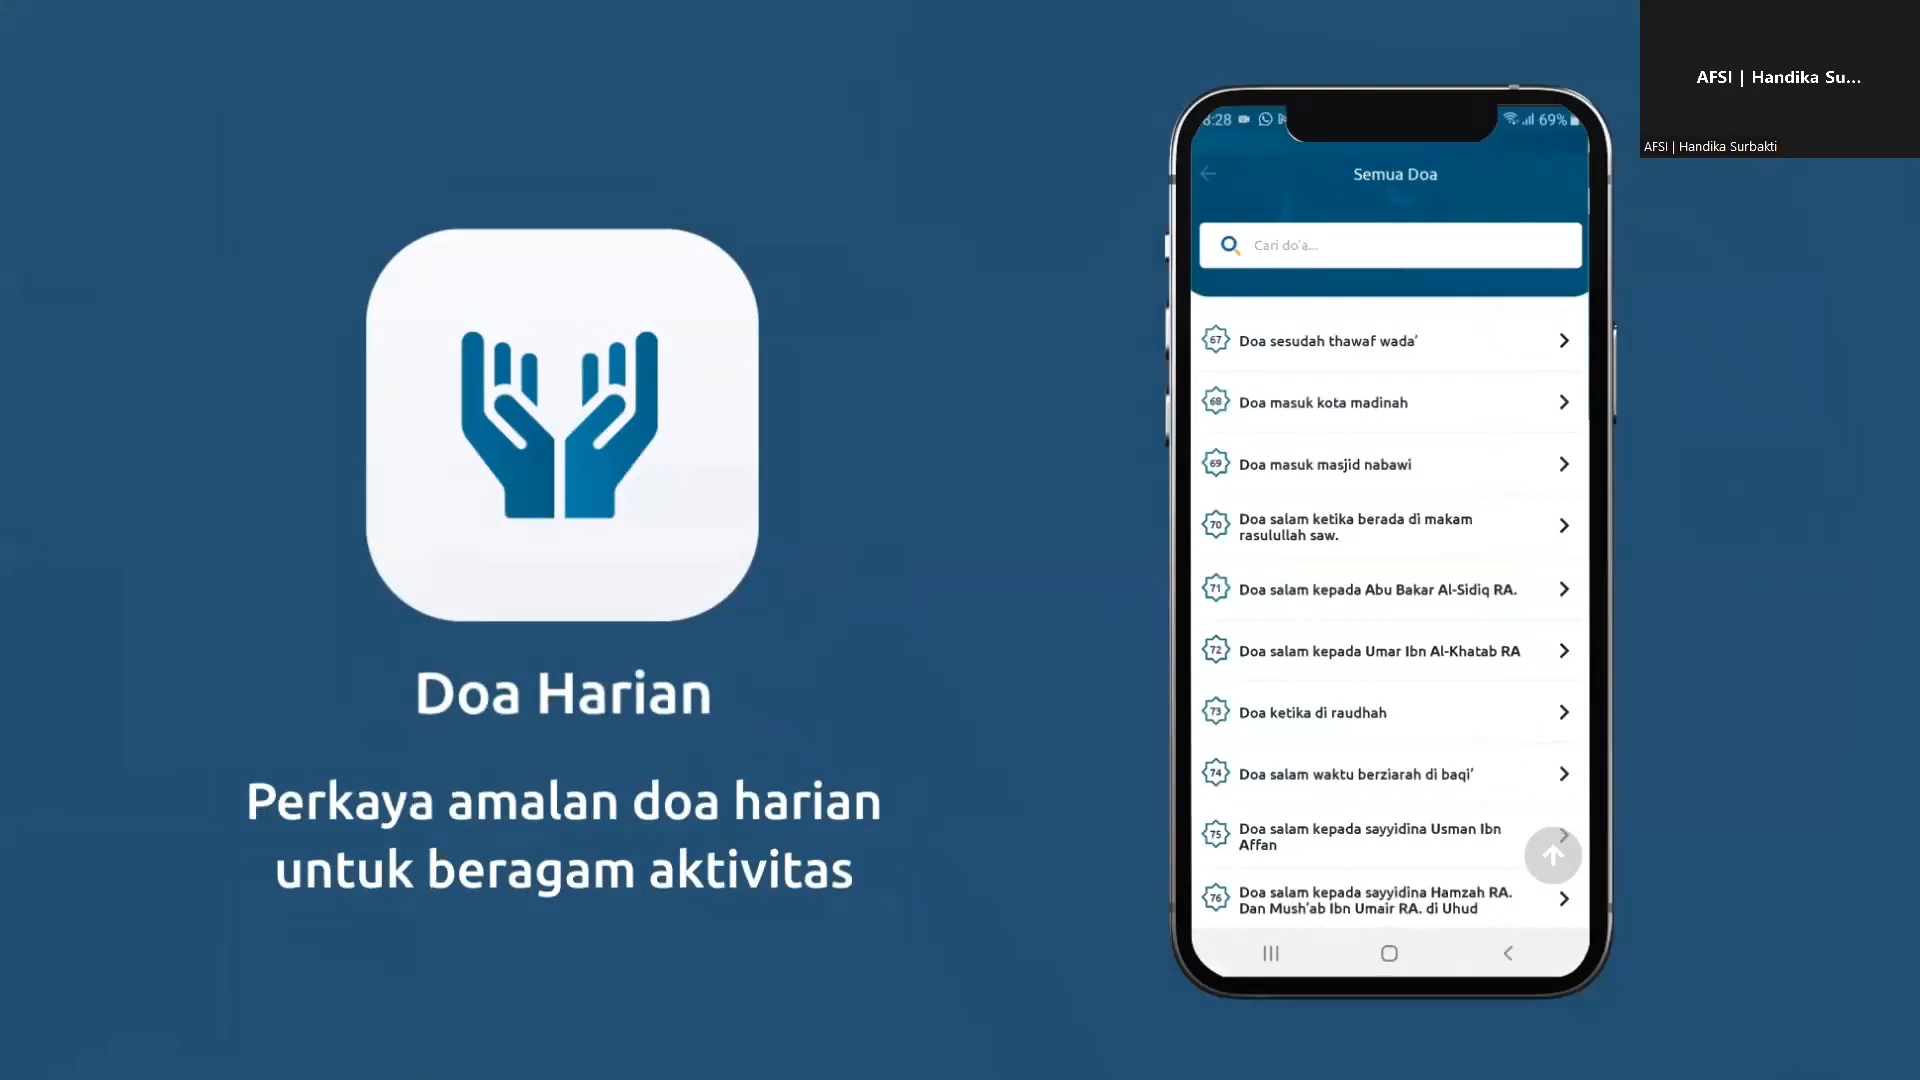 Doa Harian
Perkaya amalan doa harian
untuk beragam aktivitas
8:28
69%
Semua Doa
Cari do'a...
67 Doa sesudah thawaf wada'
68 Doa masuk kota madinah
69 Doa masuk masjid nabawi
70 Doa salam ketika berada di makam
rasulullah saw.
71 Doa salam kepada Abu Bakar Al-Sidiq RA.
72 Doa salam kepada Umar Ibn Al-Khatab RA
73 Doa ketika di raudhah
74 Doa salam waktu berziarah di baqi'
75 Doa salam kepada sayyidina Usman Ibn
Affan
76 Doa salam kepada sayyidina Hamzah RA.
Dan Mush'ab Ibn Umair RA. di Uhud
AFSI | Handika Su...
AFSI | Handika Surbakti